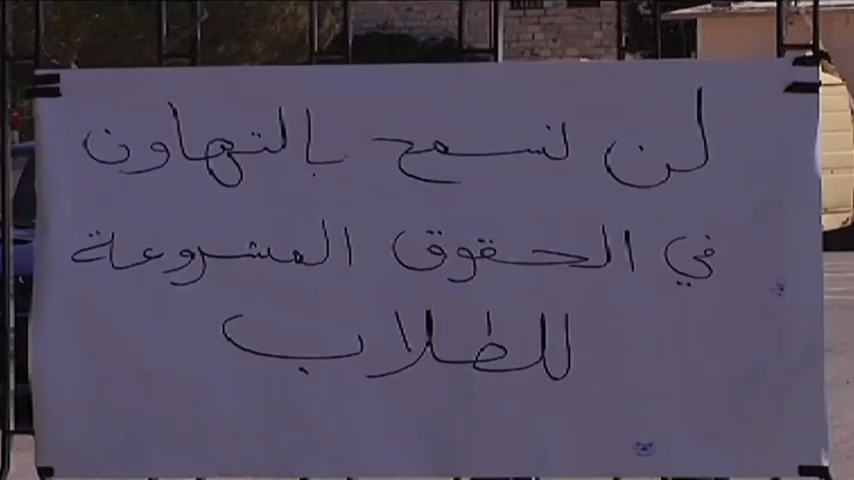 لن نسمح بالتهاون
في الحقوق المشروعة
للطلاب